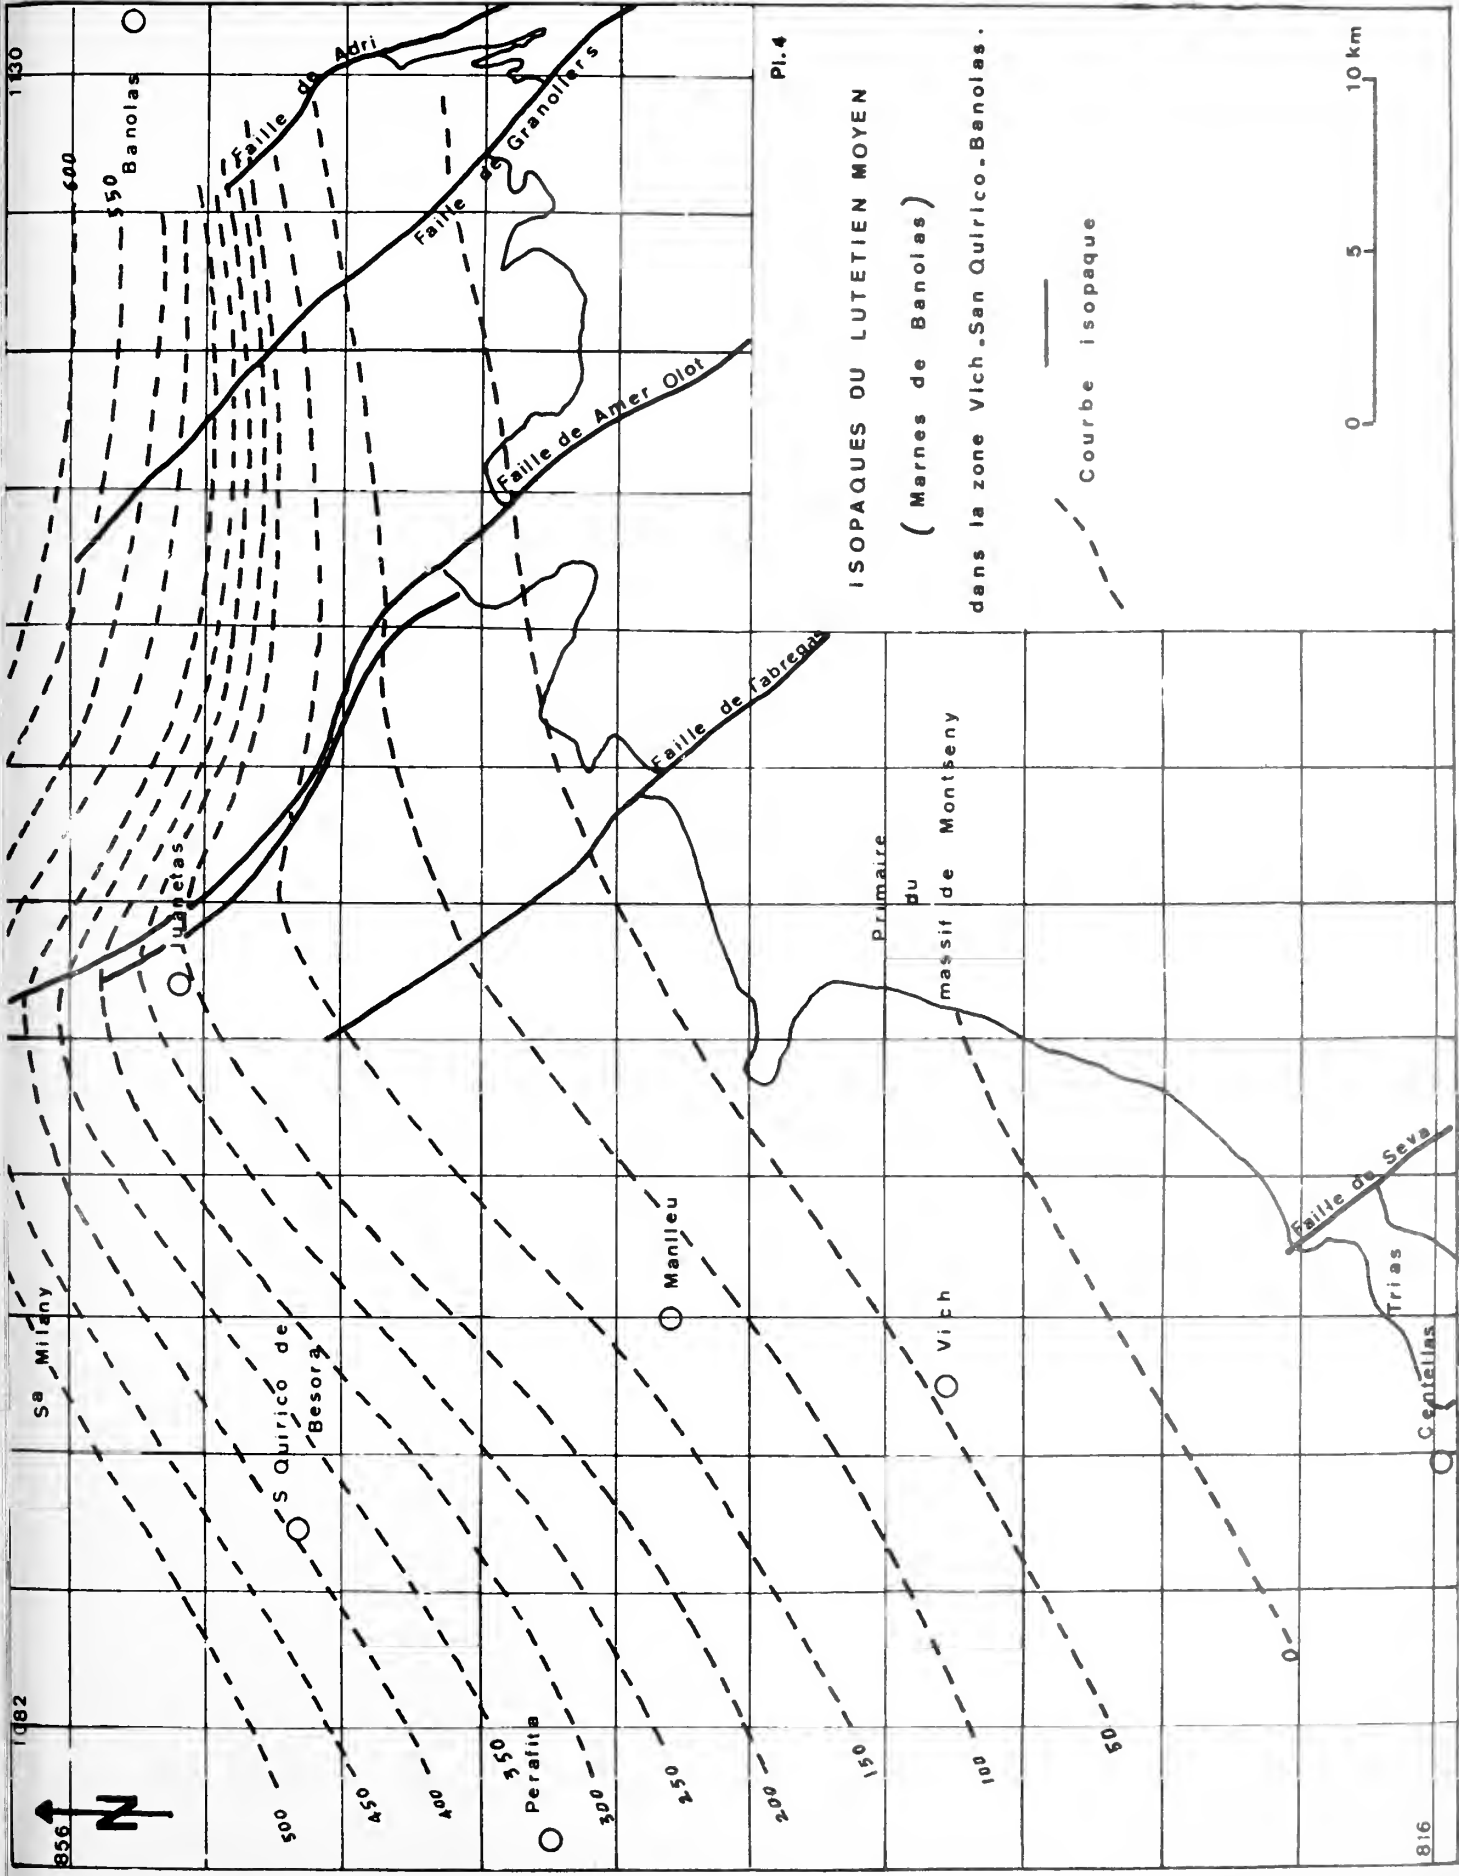 Pl. 4
ISOPAQUES DU LUTETIEN MOYEN
(Marnes de Banolas)
dans la zone Vich.San Quirico.Banolas.
Courbe isopaque
0 5 10 km
N
1082
1130
856
816
Sa Milany
S Quirico de
Besora
Juanetas
Banolas
Perafita
Manlleu
Vich
Centellas
Trias
Primaire
du
massif de Montseny
Faille de Adri
Faille de Granollers
Faille de Amer Olot
Faille de Fabregas
Faille de Seva
600
550
500
450
400
350
300
250
200
150
100
50
0